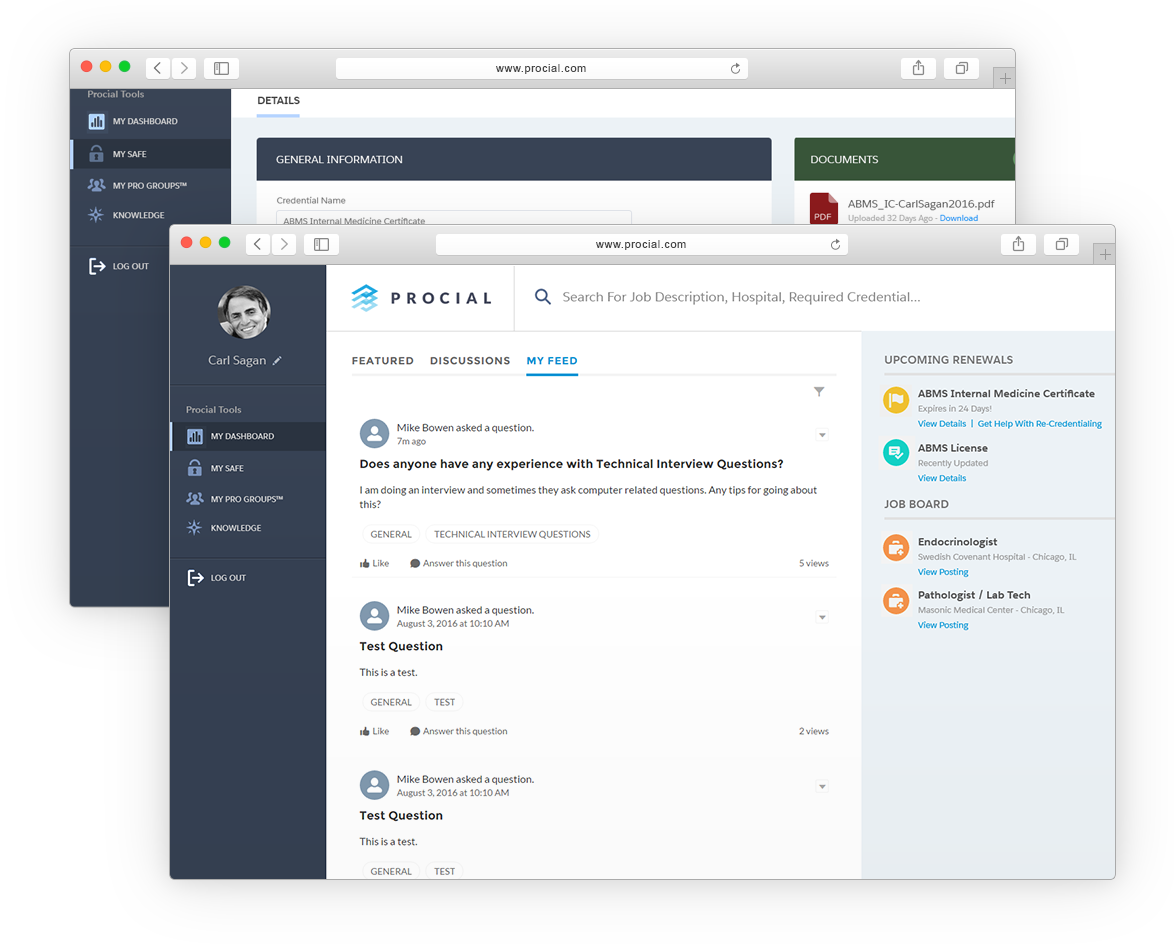 www.procial.com
Procial Tools
MY DASHBOARD
MY SAFE
MY PRO GROUPS™
KNOWLEDGE
LOG OUT
DETAILS
GENERAL INFORMATION
Credential Name
ABMS Internal Medicine Certificate
DOCUMENTS
PDF
ABMS_IC-CarlSagan2016.pdf
Uploaded 32 Days Ago - Download
www.procial.com
Carl Sagan
Procial Tools
MY DASHBOARD
MY SAFE
MY PRO GROUPS™
KNOWLEDGE
LOG OUT
PROCIAL
Search For Job Description, Hospital, Required Credential...
FEATURED DISCUSSIONS MY FEED
Mike Bowen asked a question.
7m ago
Does anyone have any experience with Technical Interview Questions?
I am doing an interview and sometimes they ask computer related questions. Any tips for going about
this?
GENERAL TECHNICAL INTERVIEW QUESTIONS
Like Answer this question 5 views
Mike Bowen asked a question.
August 3, 2016 at 10:10 AM
Test Question
This is a test.
GENERAL TEST
Like Answer this question 2 views
Mike Bowen asked a question.
August 3, 2016 at 10:10 AM
Test Question
This is a test.
GENERAL TEST
UPCOMING RENEWALS
ABMS Internal Medicine Certificate
Expires in 24 Days!
View Details | Get Help With Re-Credentialing
ABMS License
Recently Updated
View Details
JOB BOARD
Endocrinologist
Swedish Covenant Hospital - Chicago, IL
View Posting
Pathologist / Lab Tech
Masonic Medical Center - Chicago, IL
View Posting